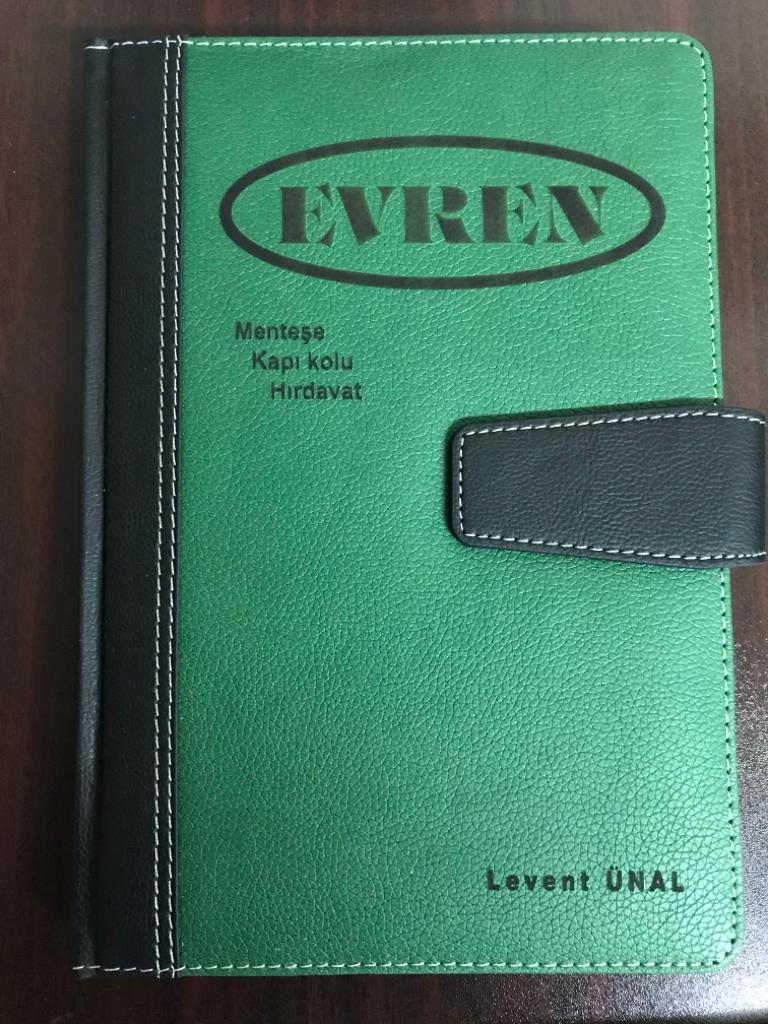 EVREN
Menteşe
Kapı kolu
Hırdavat
Levent ÜNAL